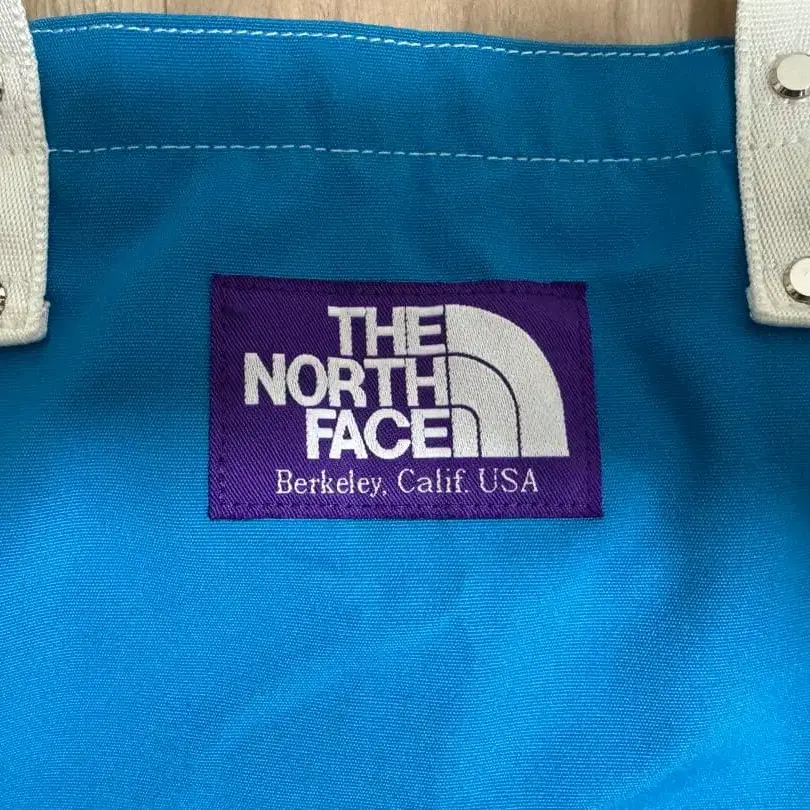 THE
NORTH
FACE
Berkeley, Calif. USA